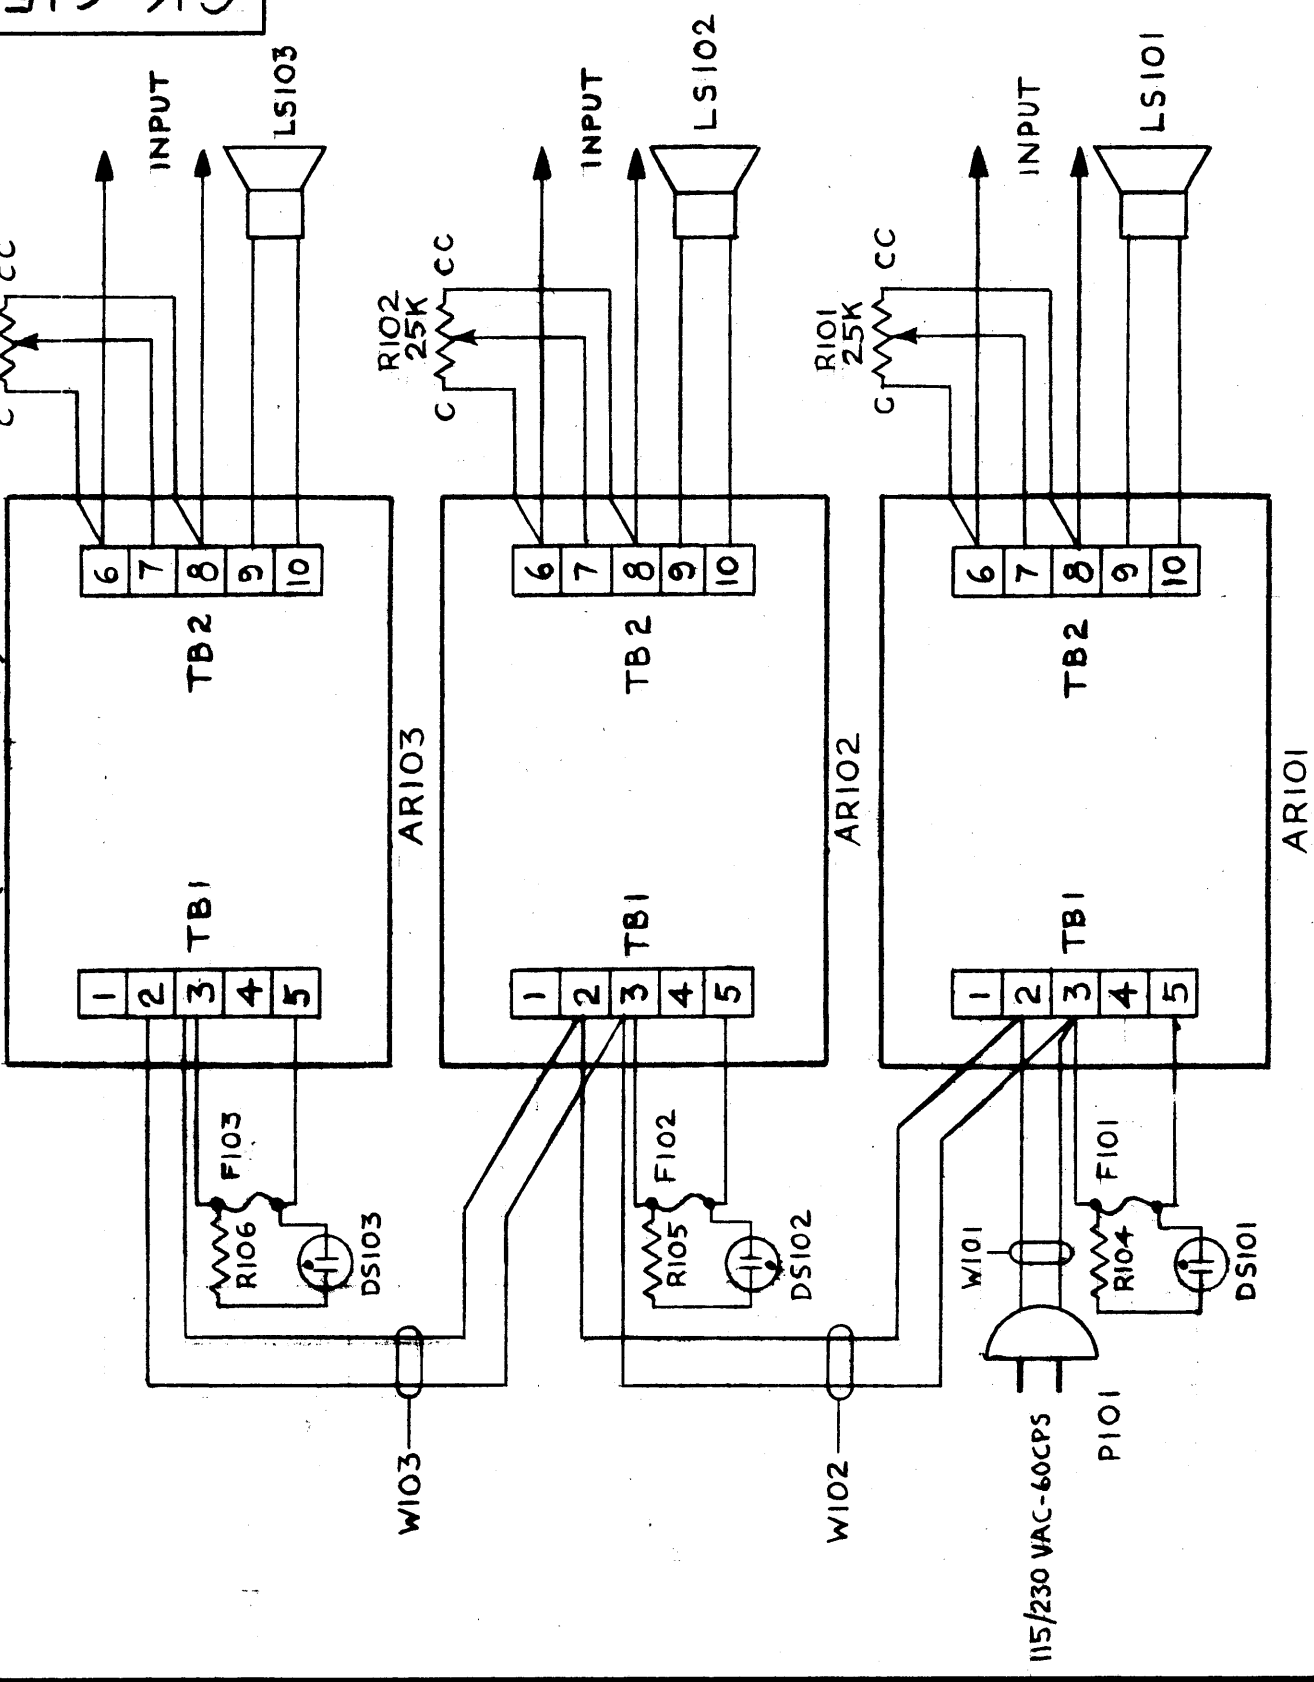 LS103
INPUT
CC
C
6
7
8
9
10
TB2
AR103
TB1
1
2
3
4
5
F103
R106
DS103
W103
LS102
INPUT
CC
R102
25K
C
6
7
8
9
10
TB2
AR102
TB1
1
2
3
4
5
F102
R105
DS102
W102
LS101
INPUT
CC
R101
25K
C
6
7
8
9
10
TB2
AR101
TB1
1
2
3
4
5
F101
W101
R104
DS101
P101
115/230 VAC-60CPS